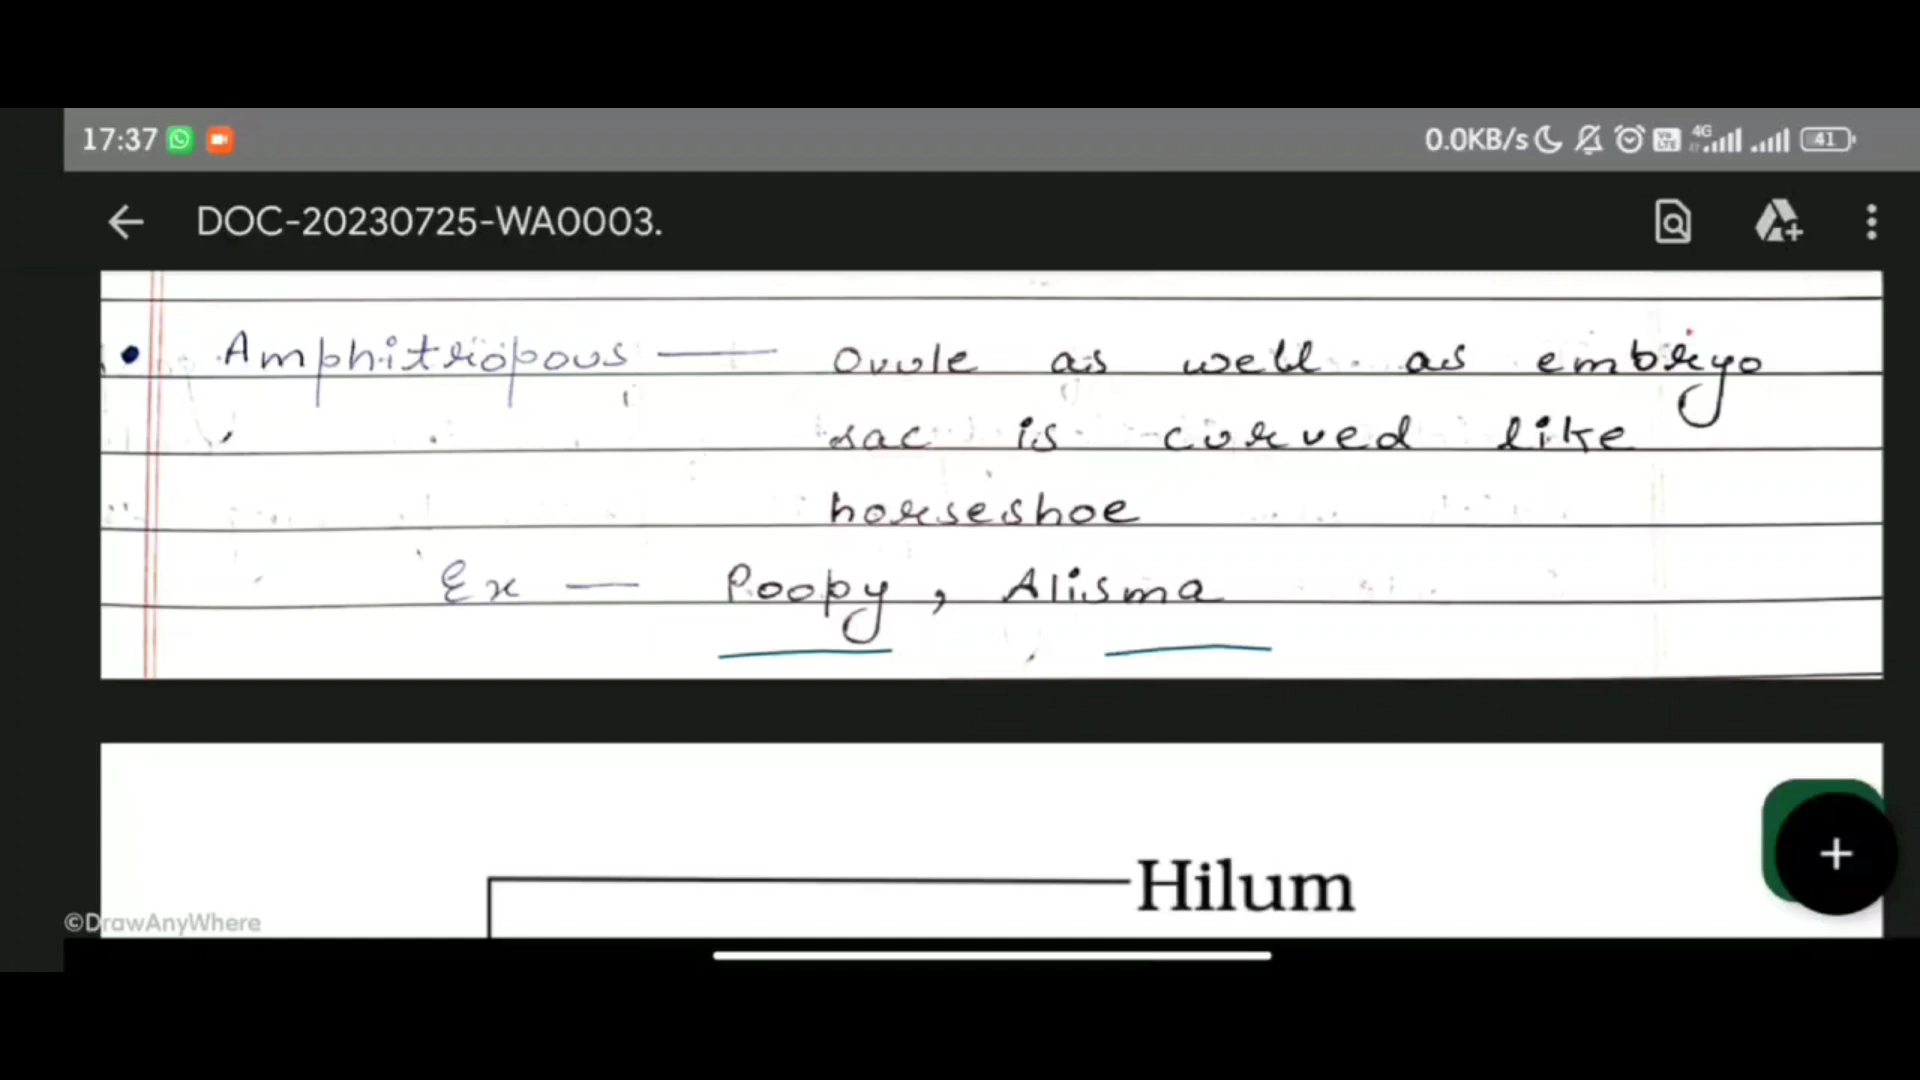 17:37
0.0KB/s 4G 41
DOC-20230725-WA0003.
• Amphitropous — Ovule as well as embryo
sac is curved like
horseshoe
Ex — Poopy, Alisma
Hilum
©DrawAnyWhere